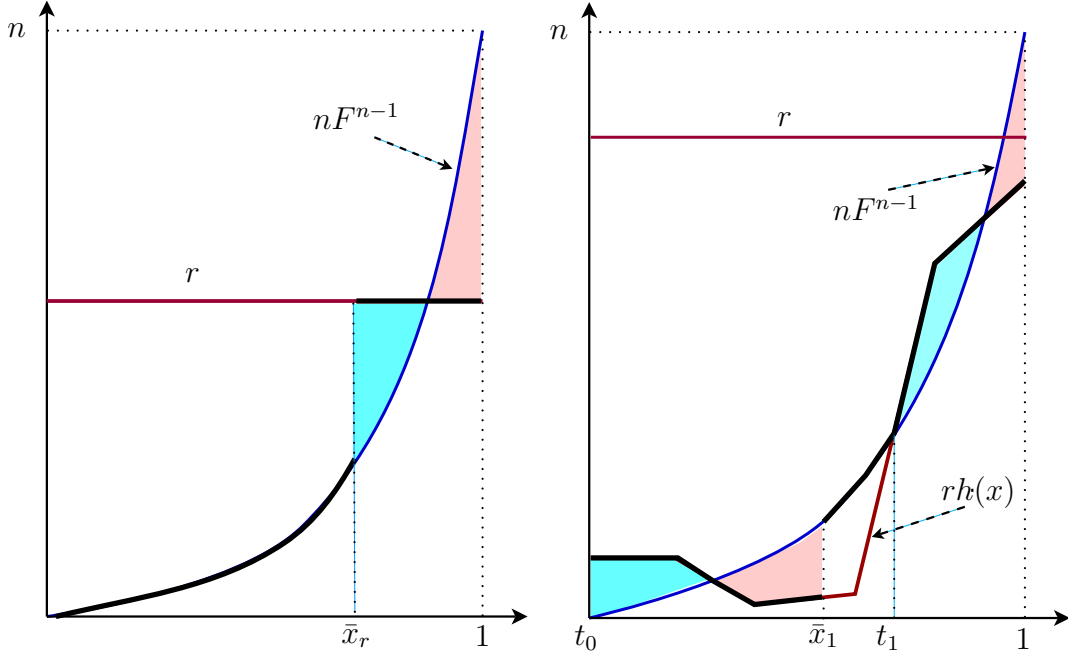 n
nF^{n-1}
r
x̄_r
1
n
r
nF^{n-1}
rh(x)
t_0
x̄_1
t_1
1